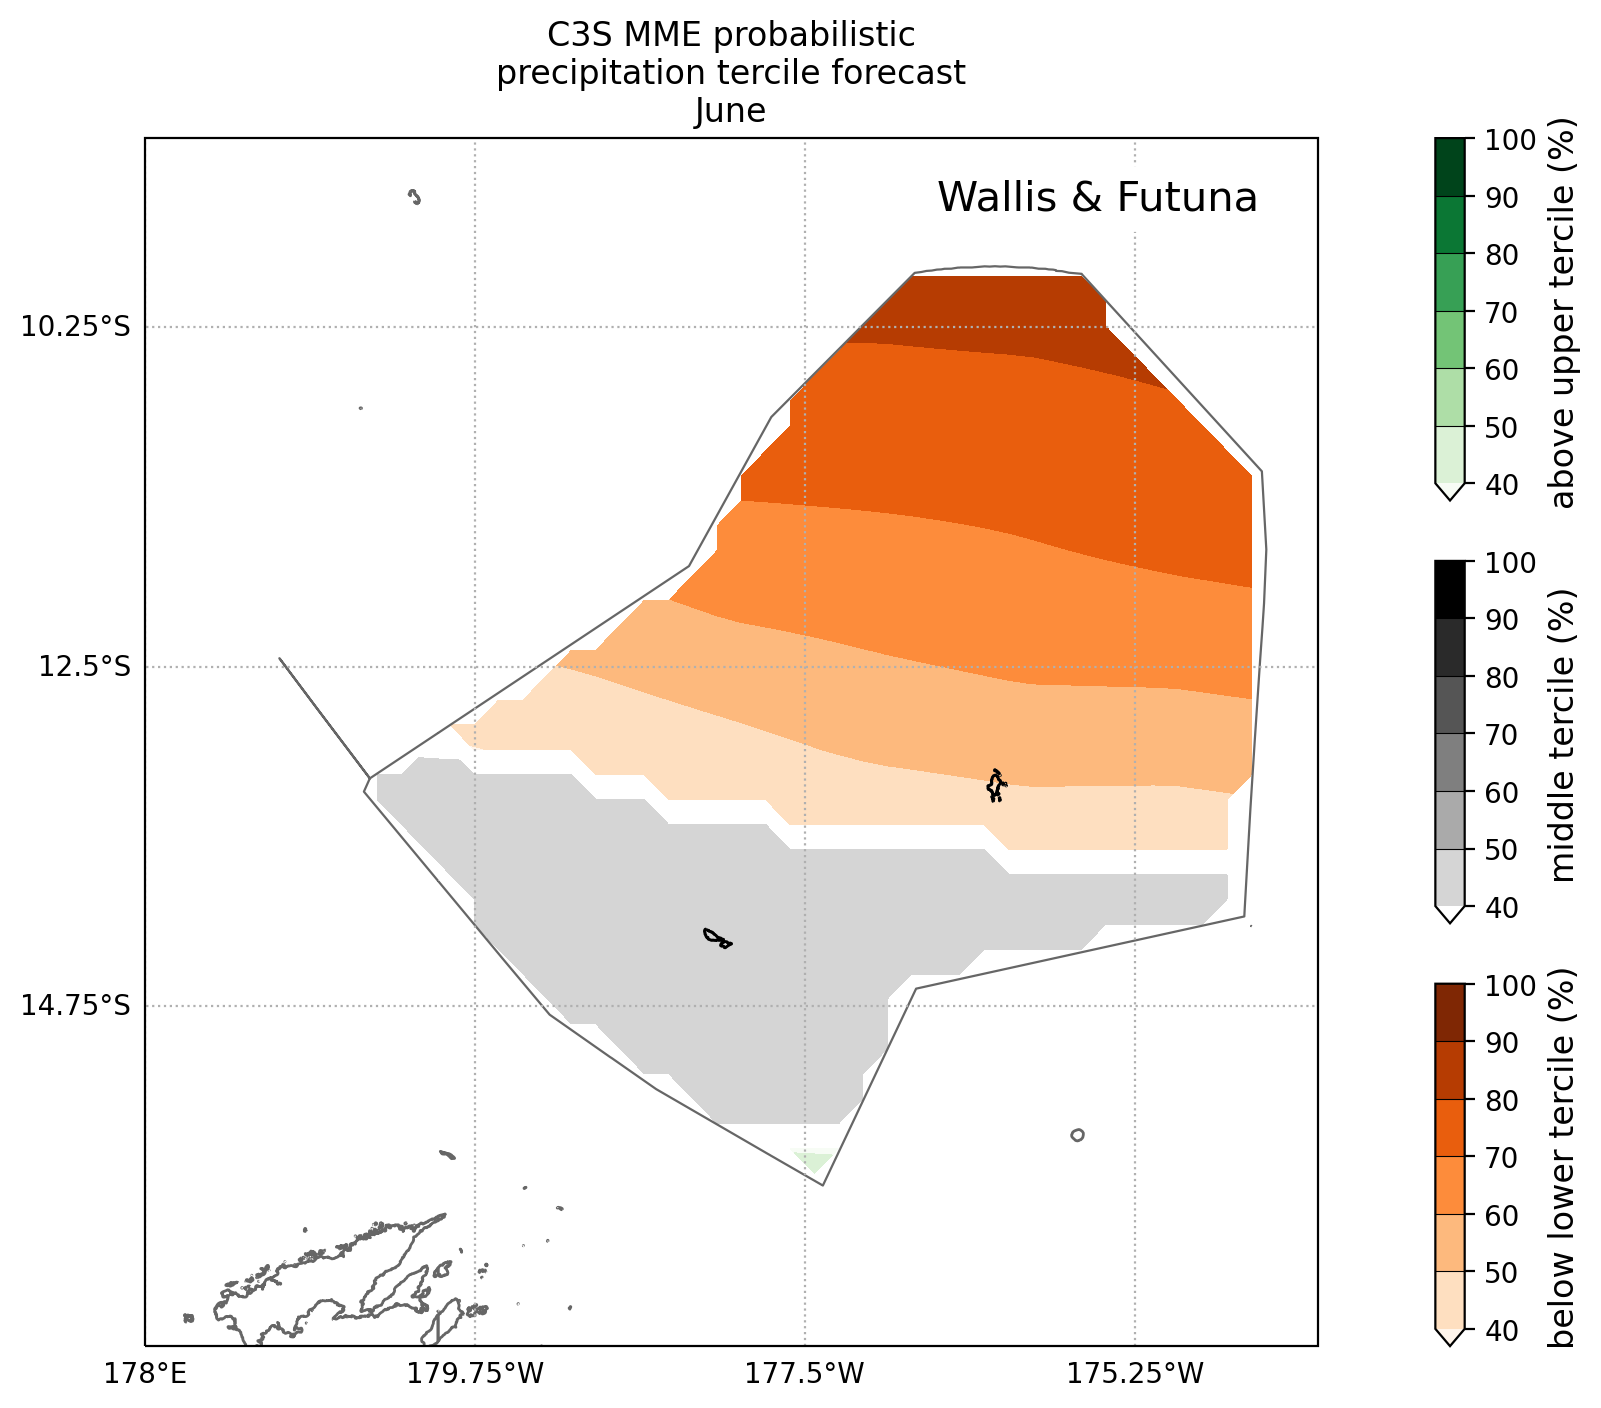 C3S MME probabilistic
precipitation tercile forecast
June
Wallis & Futuna
10.25°S
12.5°S
14.75°S
178°E
179.75°W
177.5°W
175.25°W
100
90
80
70
60
50
40
above upper tercile (%)
100
90
80
70
60
50
40
middle tercile (%)
100
90
80
70
60
50
40
below lower tercile (%)